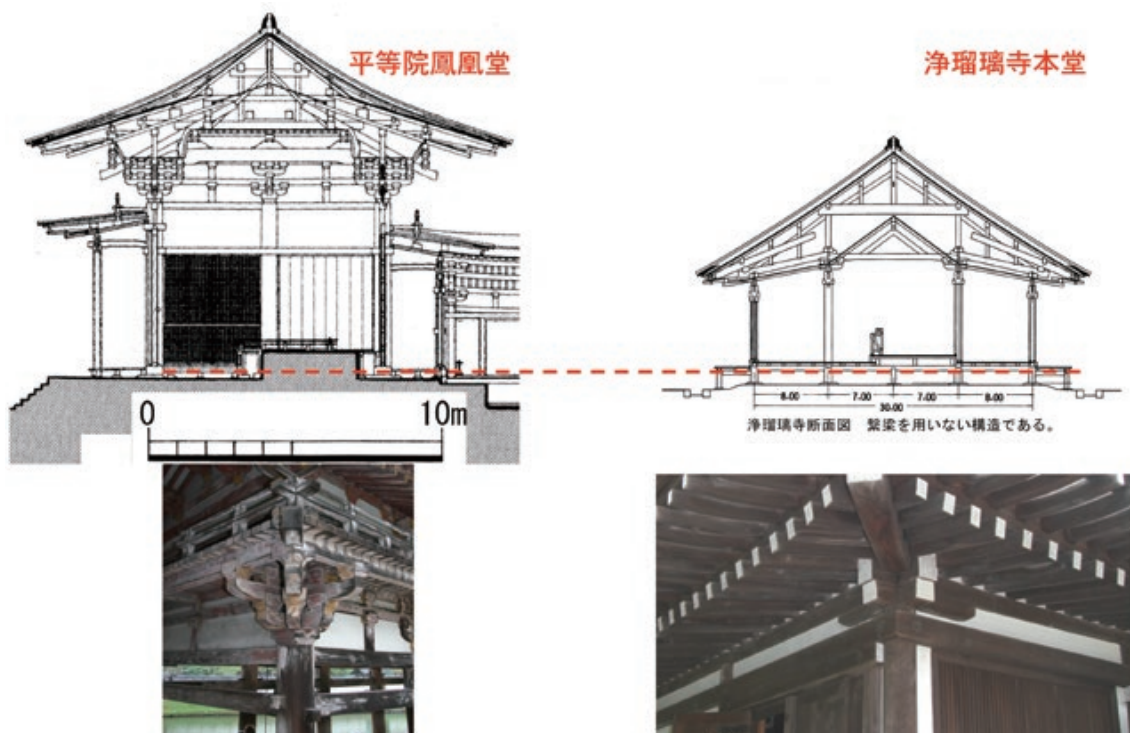 平等院鳳凰堂
浄瑠璃寺本堂
0 10m
8.00 7.00 7.00 8.00
30.00
浄瑠璃寺断面図 繋梁を用いない構造である。